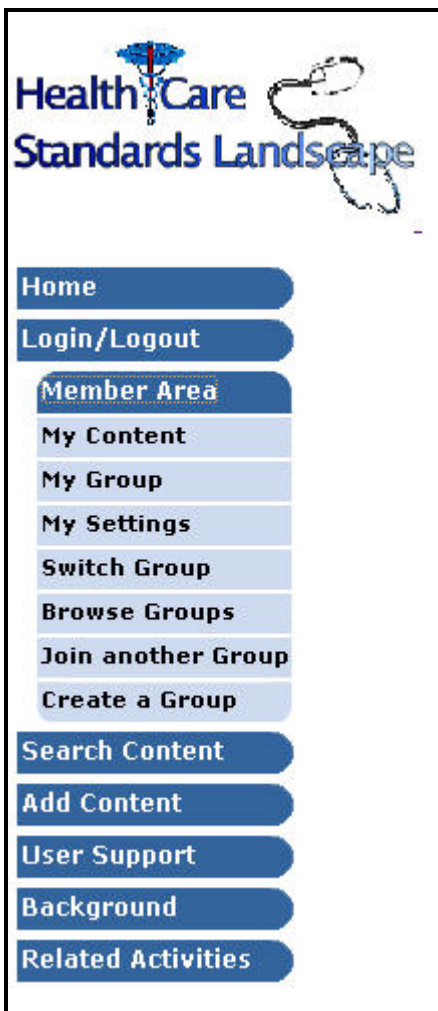 Health Care
Standards Landscape
Home
Login/Logout
Member Area
My Content
My Group
My Settings
Switch Group
Browse Groups
Join another Group
Create a Group
Search Content
Add Content
User Support
Background
Related Activities